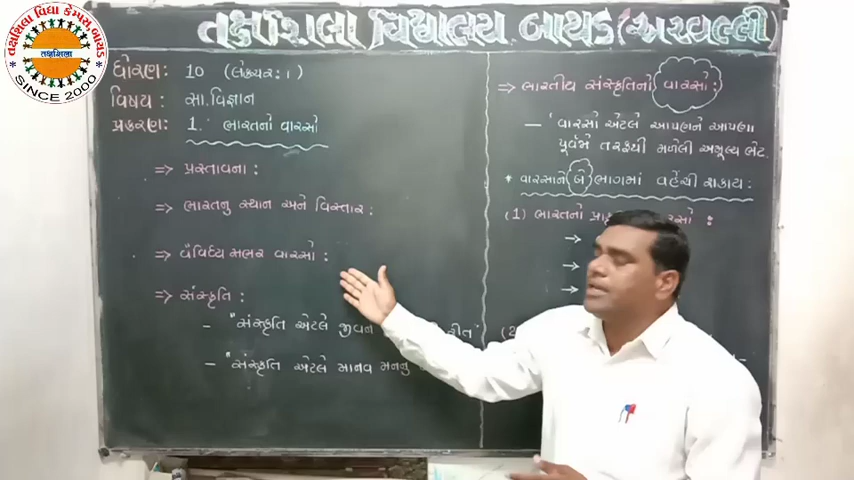 તક્ષશિલા વિદ્યા કેમ્પસ બાયડ
તક્ષશિલા
SINCE 2000
તક્ષશિલા વિદ્યાલય બાયડ (અરવલ્લી)
ધોરણ: 10 (લેક્ચર: 1)
વિષય: સા.વિજ્ઞાન
પ્રકરણ: 1. ભારતનો વારસો
⇒ પ્રસ્તાવના :
⇒ ભારતનુ સ્થાન અને વિસ્તાર :
⇒ વૈવિર્ધ્ય સભર વારસો :
⇒ સંસ્કૃતિ :
– "સંસ્કૃતિ એટલે જીવન રીત"
– "સંસ્કૃતિ એટલે માનવ મનનુ
⇒ ભારતીય સંસ્કૃતિનો વારસો :
– 'વારસો એટલે આપણને આપણા
પૂર્વજો તરફથી મળેલી અમૂલ્ય ભેટ.
* વારસાને બે ભાગમાં વહેંચી શકાય :
(1) ભારતનો :
→
→
→
(2